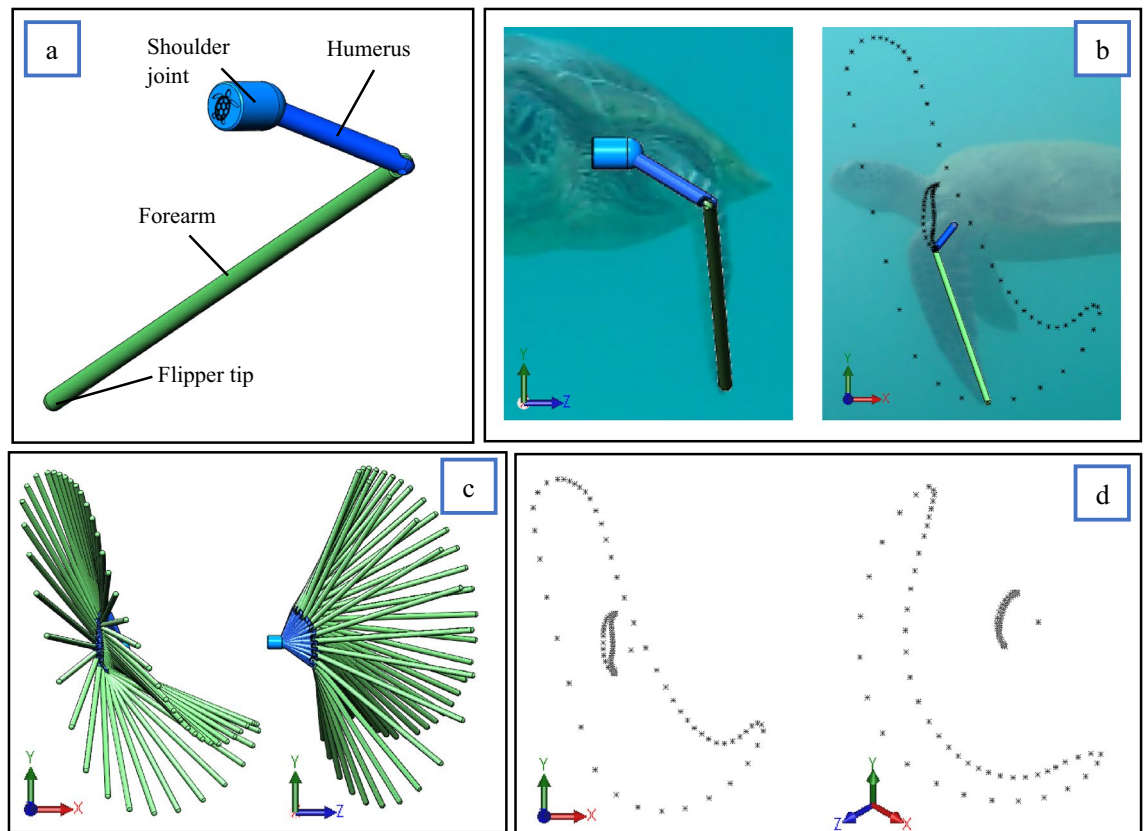 a
Shoulder
joint
Humerus
Forearm
Flipper tip
b
Y
Z
Y
X
c
Y
X
Y
X
Z
d
Y
X
Y
Z
X